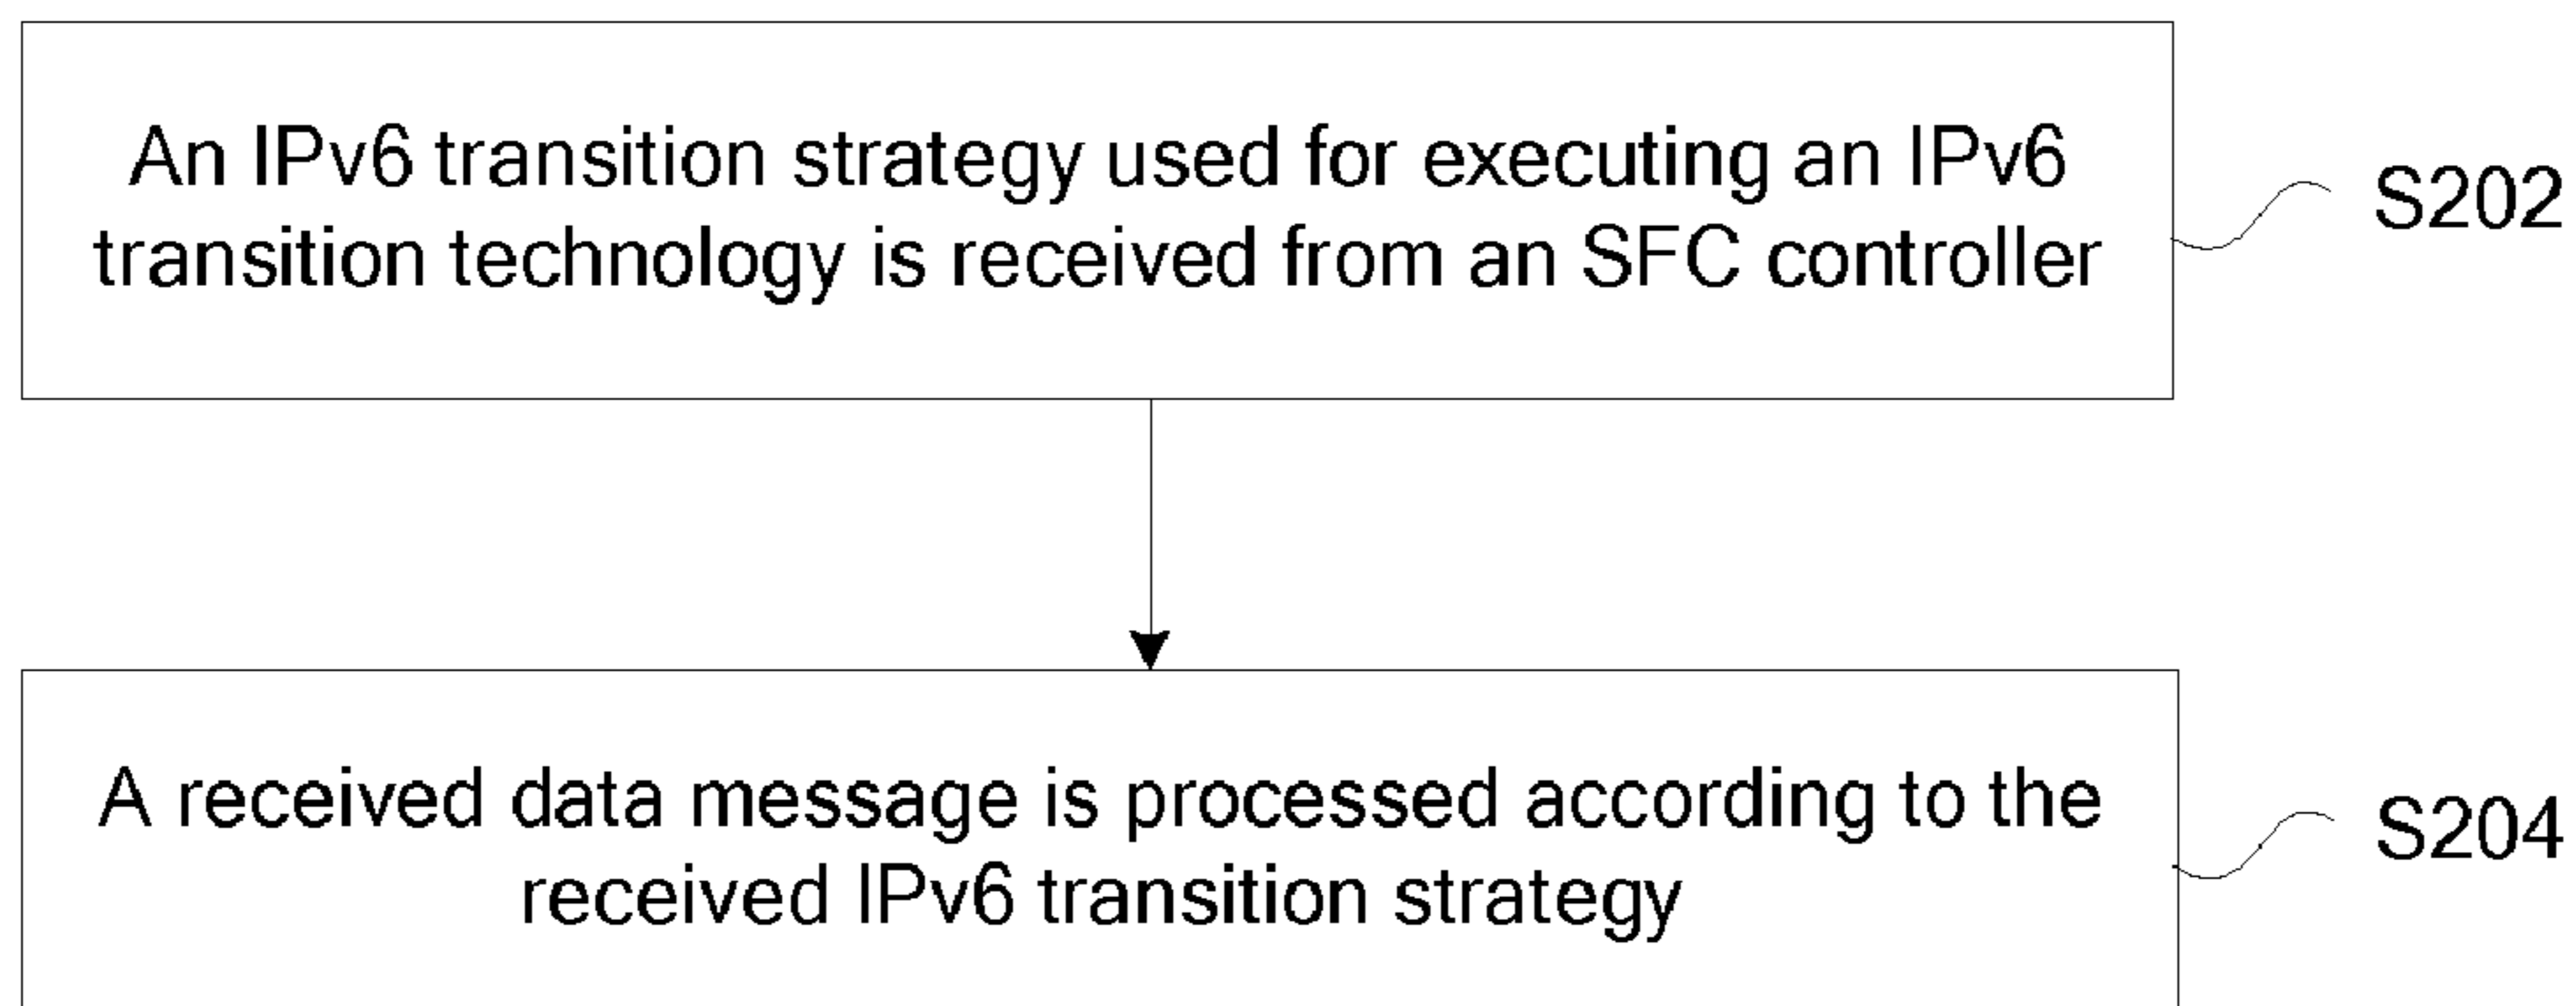 An IPv6 transition strategy used for executing an IPv6
transition technology is received from an SFC controller
S202
A received data message is processed according to the
received IPv6 transition strategy
S204